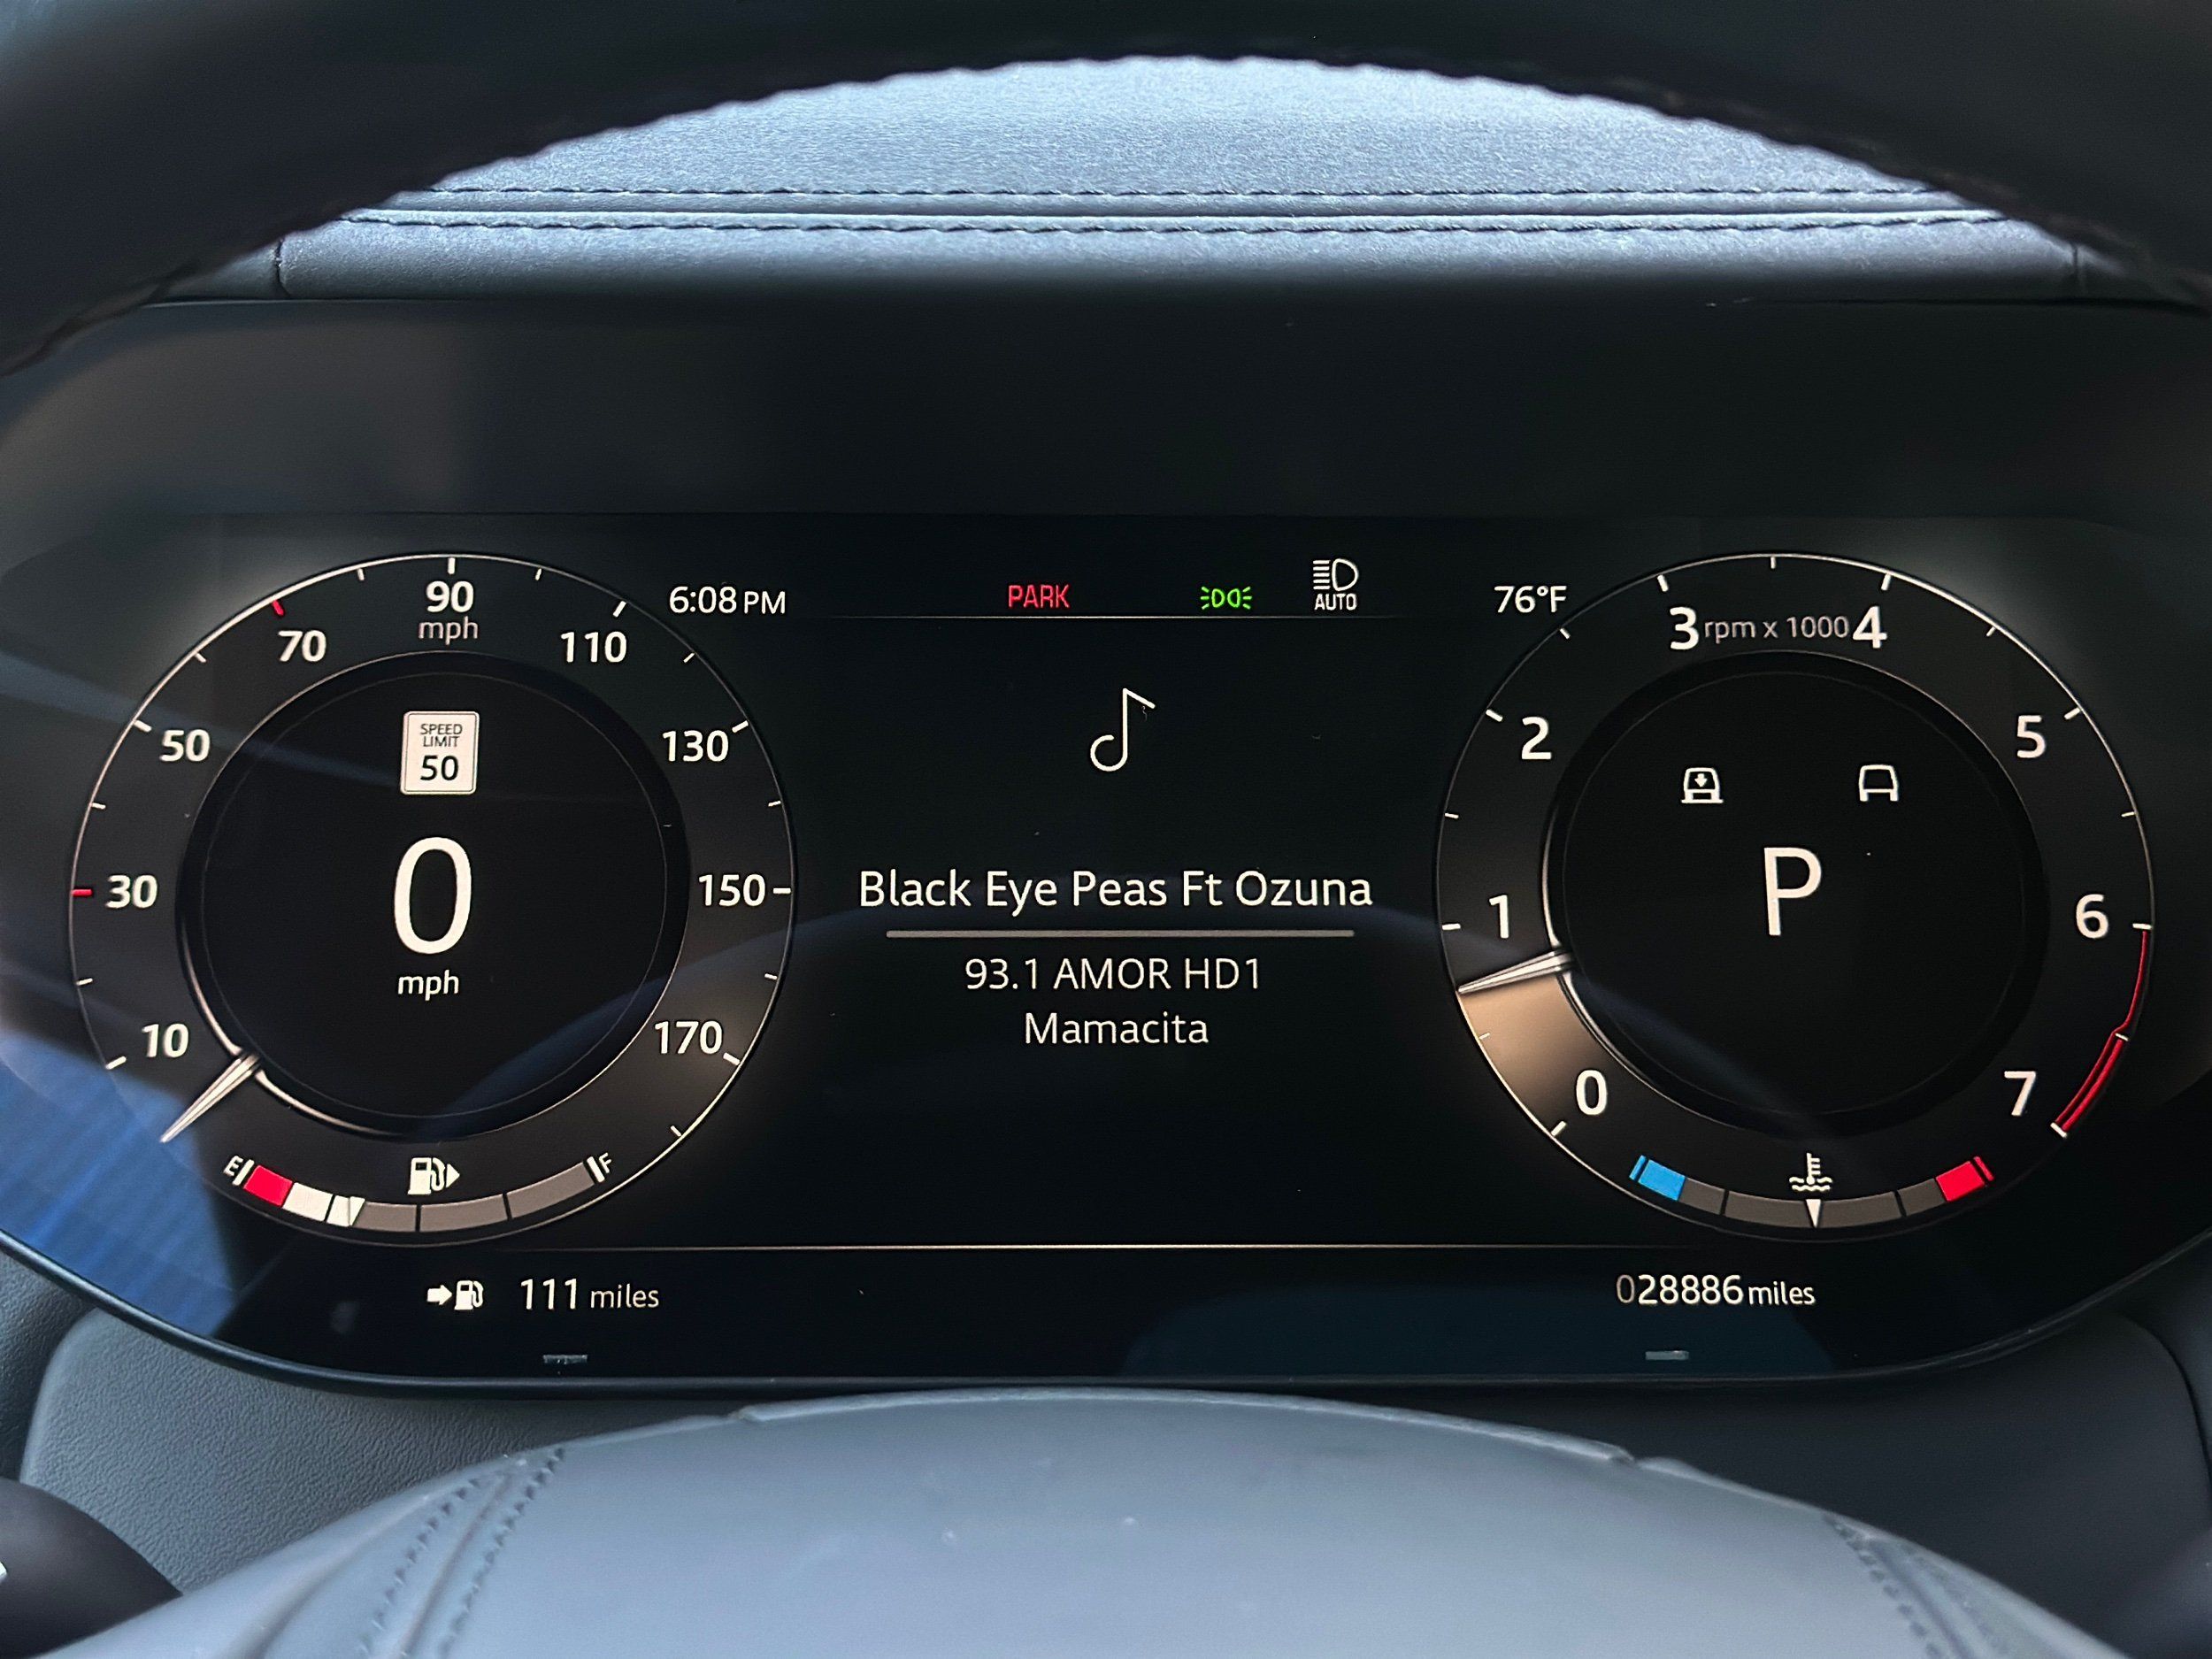 6:08 PM
PARK
AUTO
76°F
90
mph
70
110
50
130
30
150
10
170
SPEED
LIMIT
50
0
mph
E
F
Black Eye Peas Ft Ozuna
93.1 AMOR HD1
Mamacita
3 rpm x 1000 4
2
5
1
6
0
7
P
111 miles
028886 miles